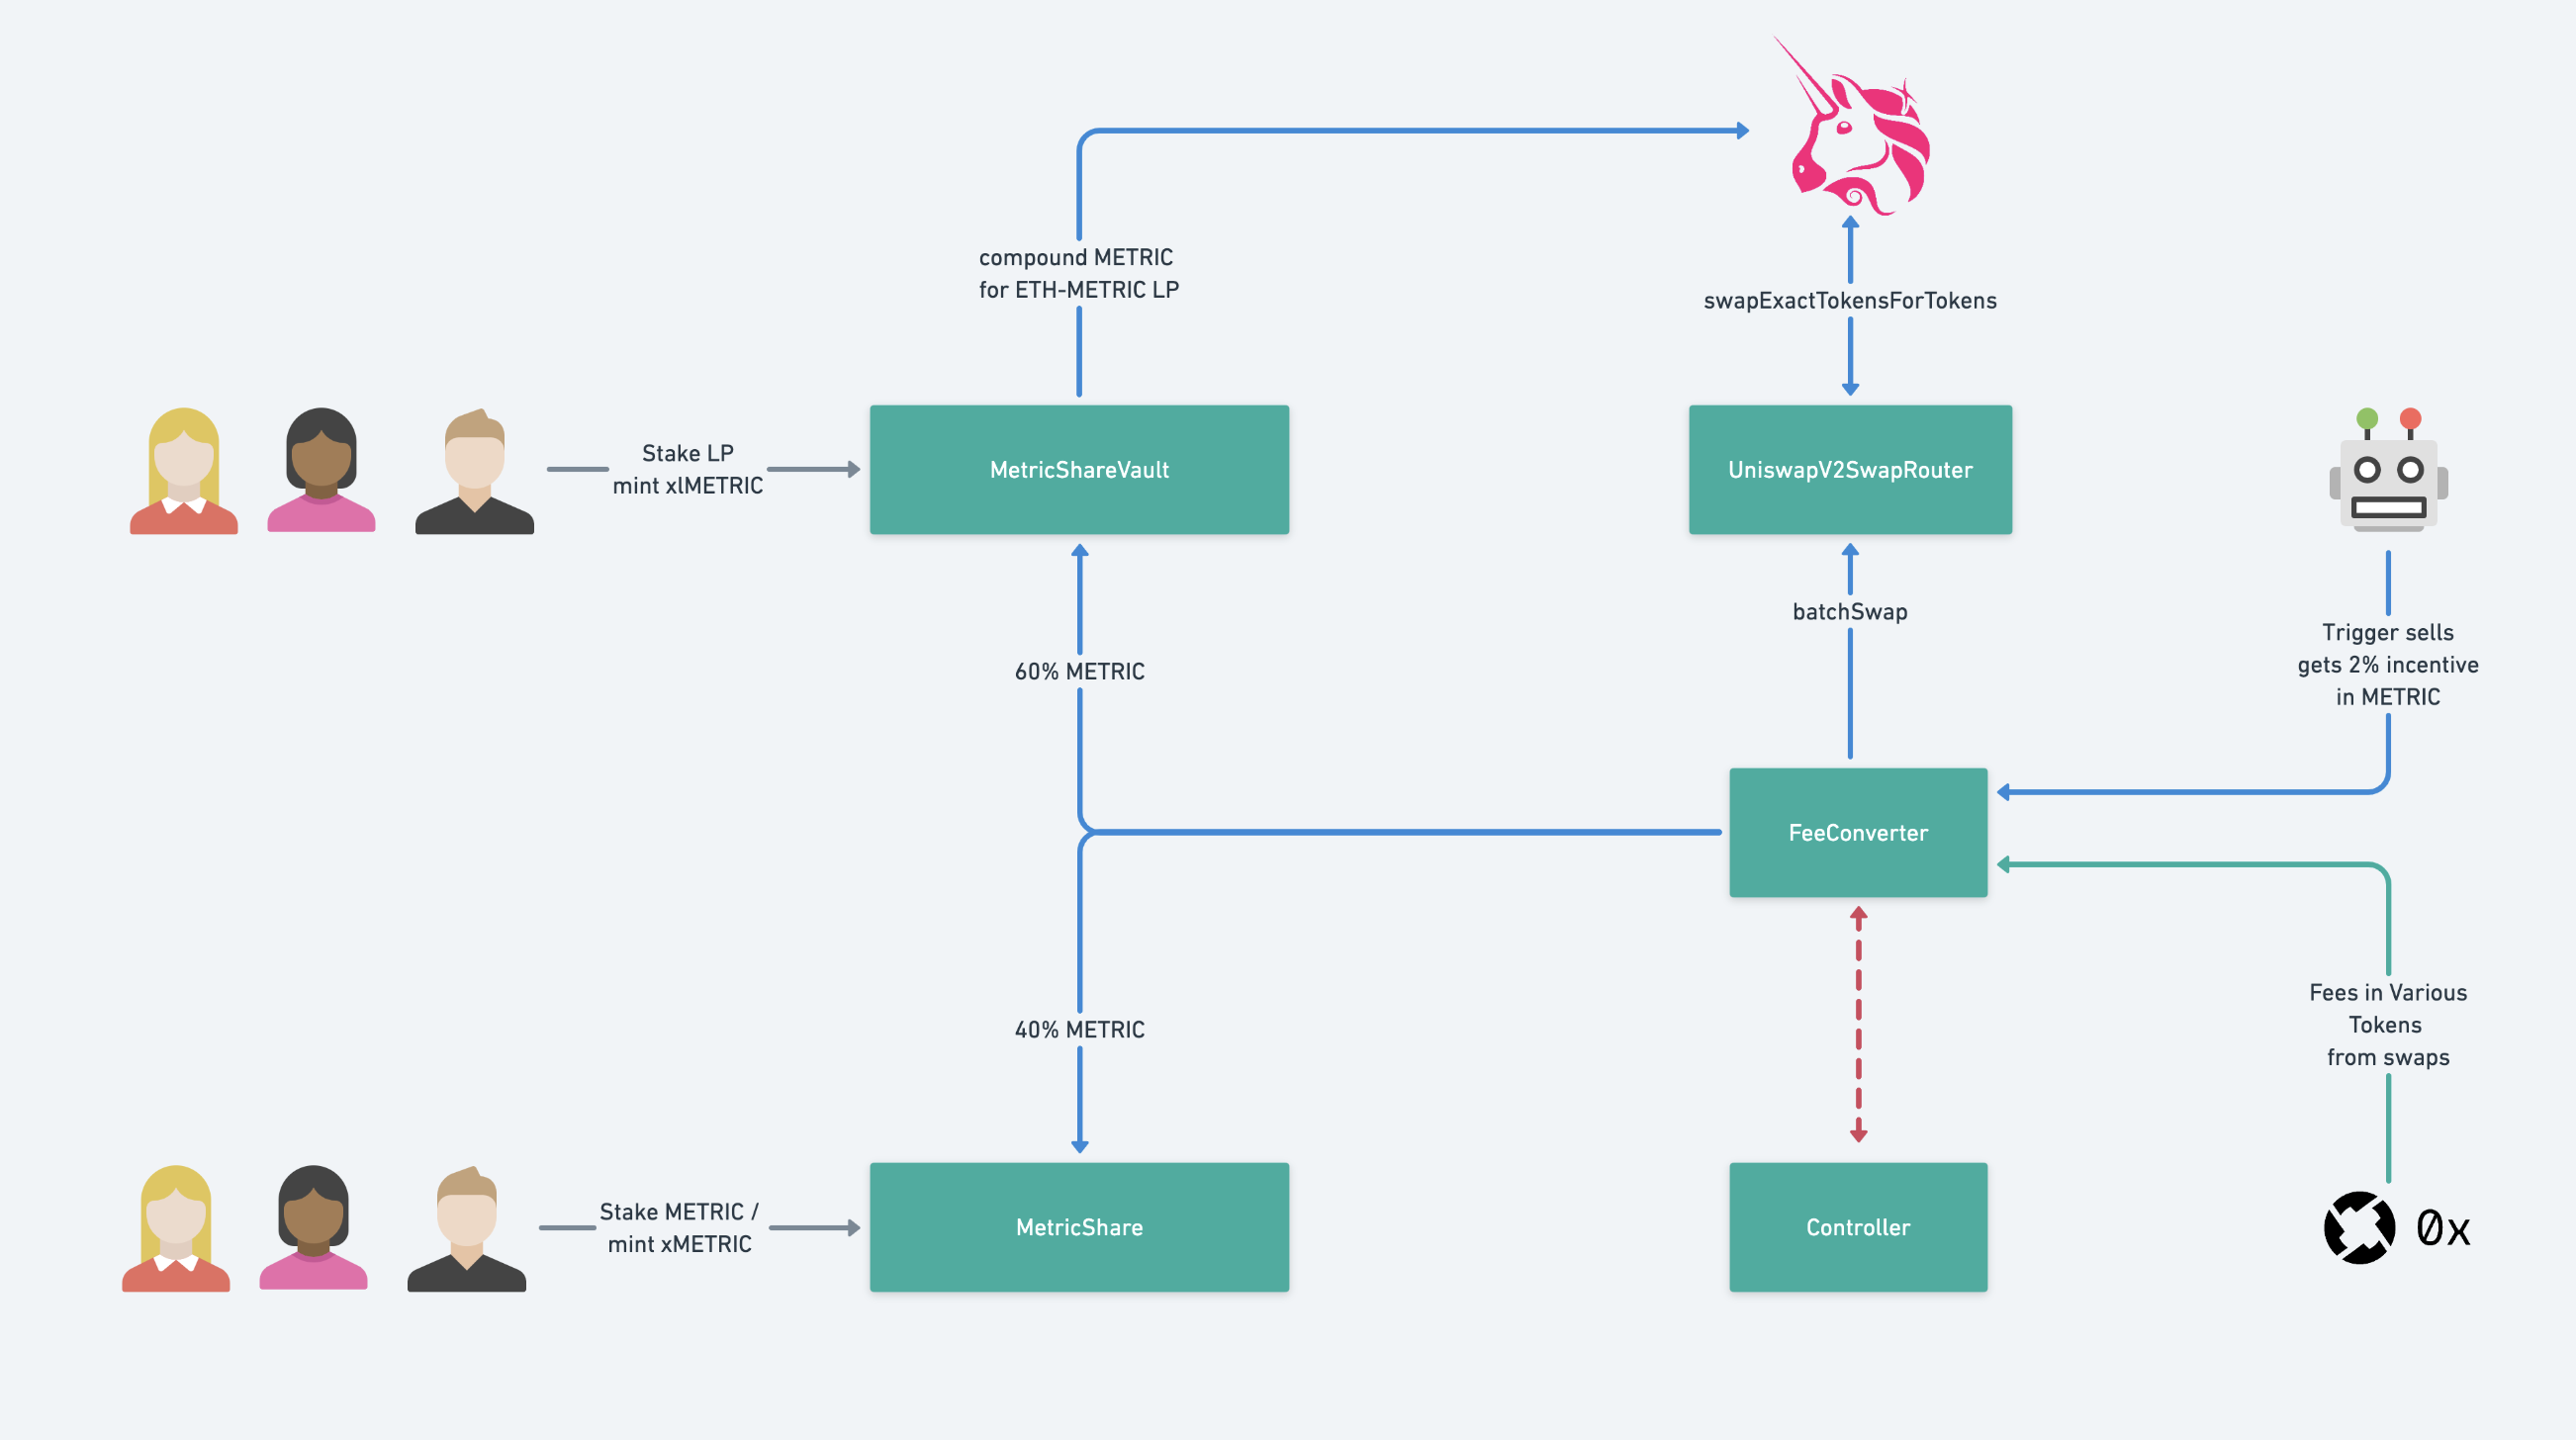 compound METRIC
for ETH-METRIC LP
swapExactTokensForTokens
Stake LP
mint xlMETRIC
MetricShareVault
UniswapV2SwapRouter
batchSwap
Trigger sells
gets 2% incentive
in METRIC
60% METRIC
FeeConverter
Fees in Various
Tokens
from swaps
40% METRIC
Stake METRIC /
mint xMETRIC
MetricShare
Controller
0x